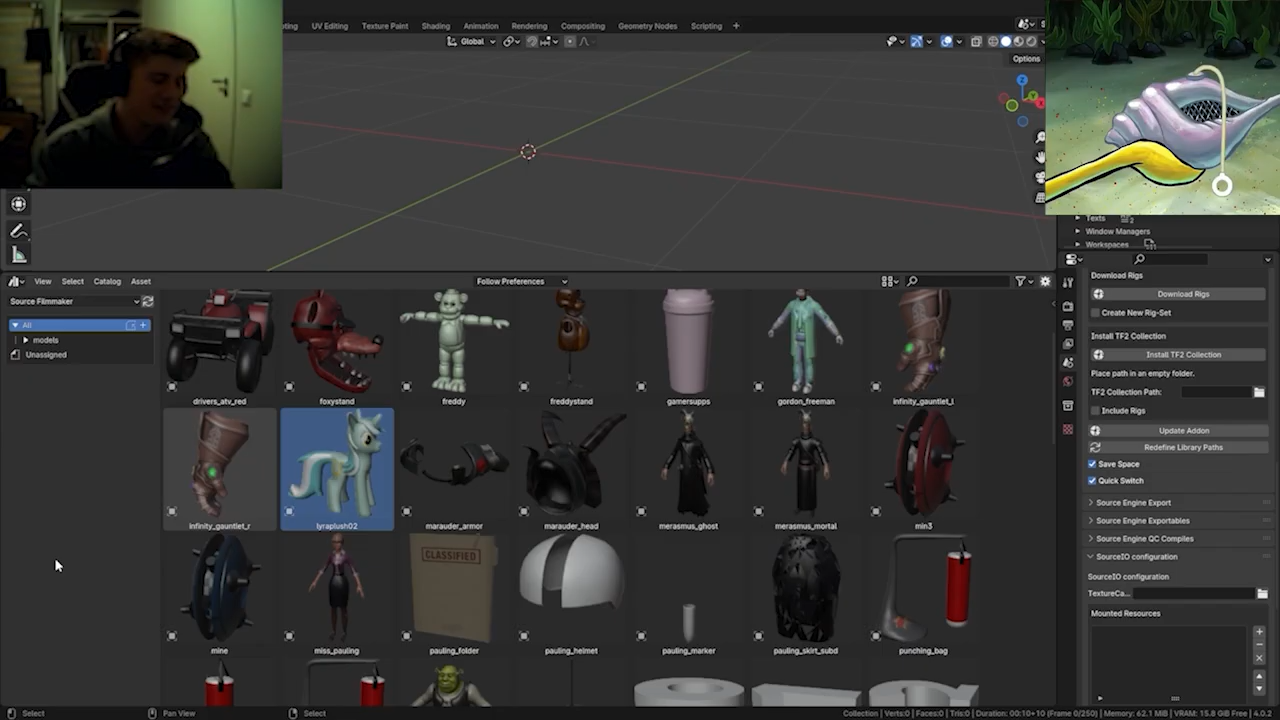 UV Editing Texture Paint Shading Animation Rendering Compositing Geometry Nodes Scripting +
Global
Options
Texts
Window Managers
Workspaces
View Select Catalog Asset
Follow Preferences
Source Filmmaker
All
models
Unassigned
drivers_atv_red foxystand freddy freddystand gamersupps gordon_freeman infinity_gauntlet_l
infinity_gauntlet_r lyraplush02 marauder_armor marauder_head merasmus_ghost merasmus_mortal min3
CLASSIFIED
mine miss_pauling pauling_folder pauling_helmet pauling_marker pauling_skirt_subd punching_bag
Download Rigs
Download Rigs
Create New Rig-Set
Install TF2 Collection
Install TF2 Collection
Place path in an empty folder.
TF2 Collection Path:
Include Rigs
Update Addon
Redefine Library Paths
Save Space
Quick Switch
Source Engine Export
Source Engine Exportables
Source Engine QC Compiles
SourceIO configuration
SourceIO configuration
TextureCa...
Mounted Resources
Select Pan View Select
Collection | Verts:0 | Faces:0 | Tris:0 | Duration: 00:10+10 (Frame 0/250) | Memory: 62.1 MiB | VRAM: 15.8 GiB Free | 4.0.2